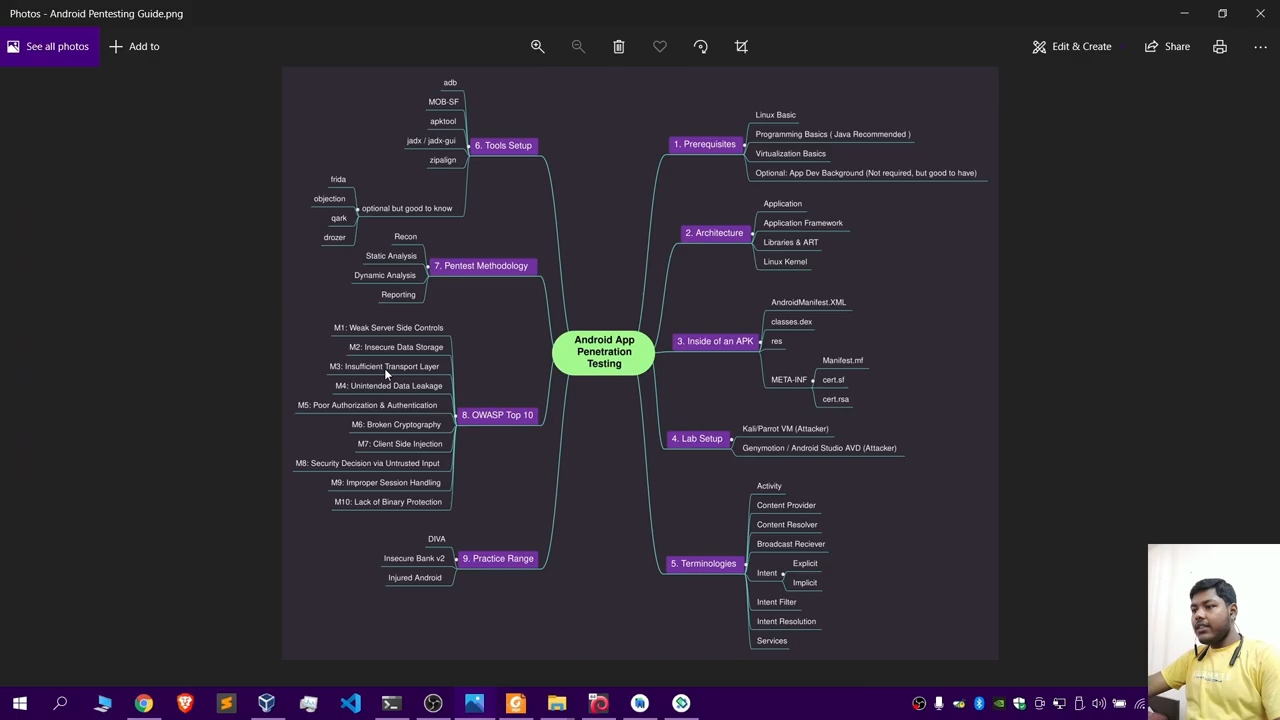 Photos - Android Pentesting Guide.png
See all photos
Add to
Edit & Create
Share
Android App
Penetration
Testing
1. Prerequisites
Linux Basic
Programming Basics ( Java Recommended )
Virtualization Basics
Optional: App Dev Background (Not required, but good to have)
2. Architecture
Application
Application Framework
Libraries & ART
Linux Kernel
3. Inside of an APK
AndroidManifest.XML
classes.dex
res
META-INF
Manifest.mf
cert.sf
cert.rsa
4. Lab Setup
Kali/Parrot VM (Attacker)
Genymotion / Android Studio AVD (Attacker)
5. Terminologies
Activity
Content Provider
Content Resolver
Broadcast Reciever
Intent
Explicit
Implicit
Intent Filter
Intent Resolution
Services
6. Tools Setup
adb
MOB-SF
apktool
jadx / jadx-gui
zipalign
optional but good to know
frida
objection
qark
drozer
7. Pentest Methodology
Recon
Static Analysis
Dynamic Analysis
Reporting
8. OWASP Top 10
M1: Weak Server Side Controls
M2: Insecure Data Storage
M3: Insufficient Transport Layer
M4: Unintended Data Leakage
M5: Poor Authorization & Authentication
M6: Broken Cryptography
M7: Client Side Injection
M8: Security Decision via Untrusted Input
M9: Improper Session Handling
M10: Lack of Binary Protection
9. Practice Range
DIVA
Insecure Bank v2
Injured Android